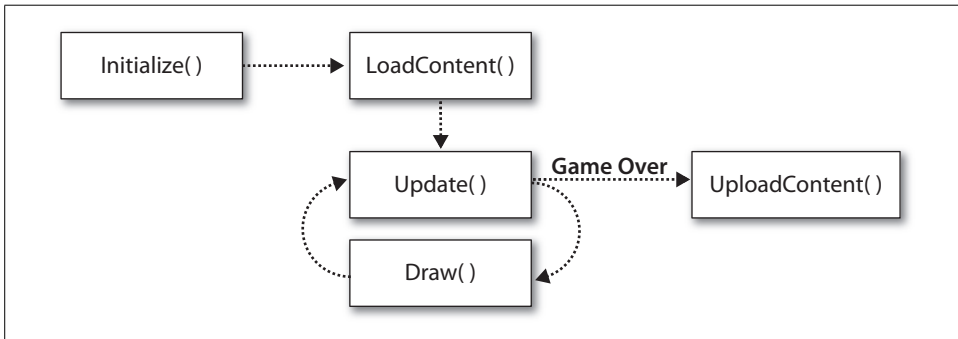 Initialize( )
LoadContent( )
Update( )
Game Over
UploadContent( )
Draw( )